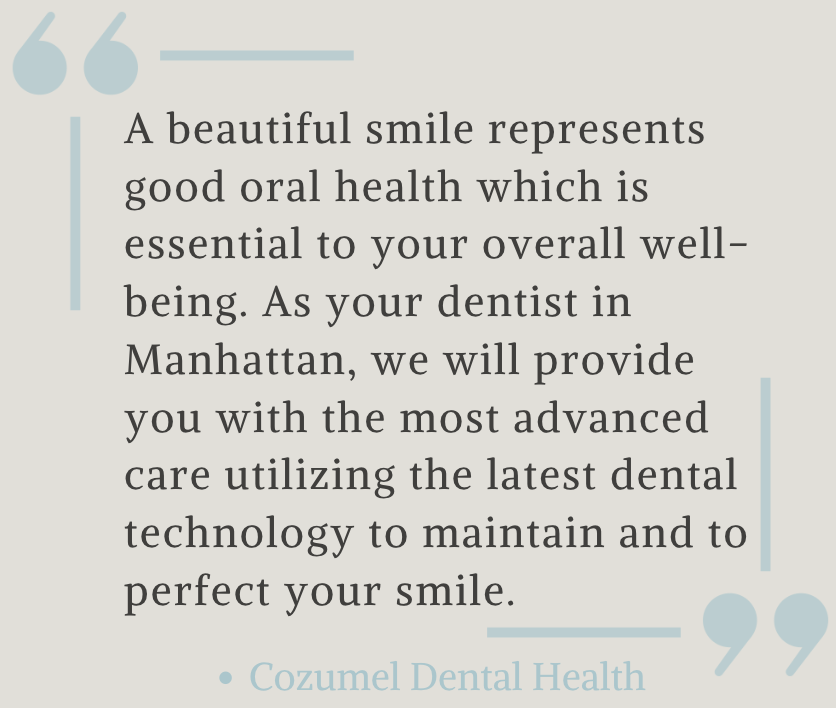 A beautiful smile represents
good oral health which is
essential to your overall well-
being. As your dentist in
Manhattan, we will provide
you with the most advanced
care utilizing the latest dental
technology to maintain and to
perfect your smile.
• Cozumel Dental Health